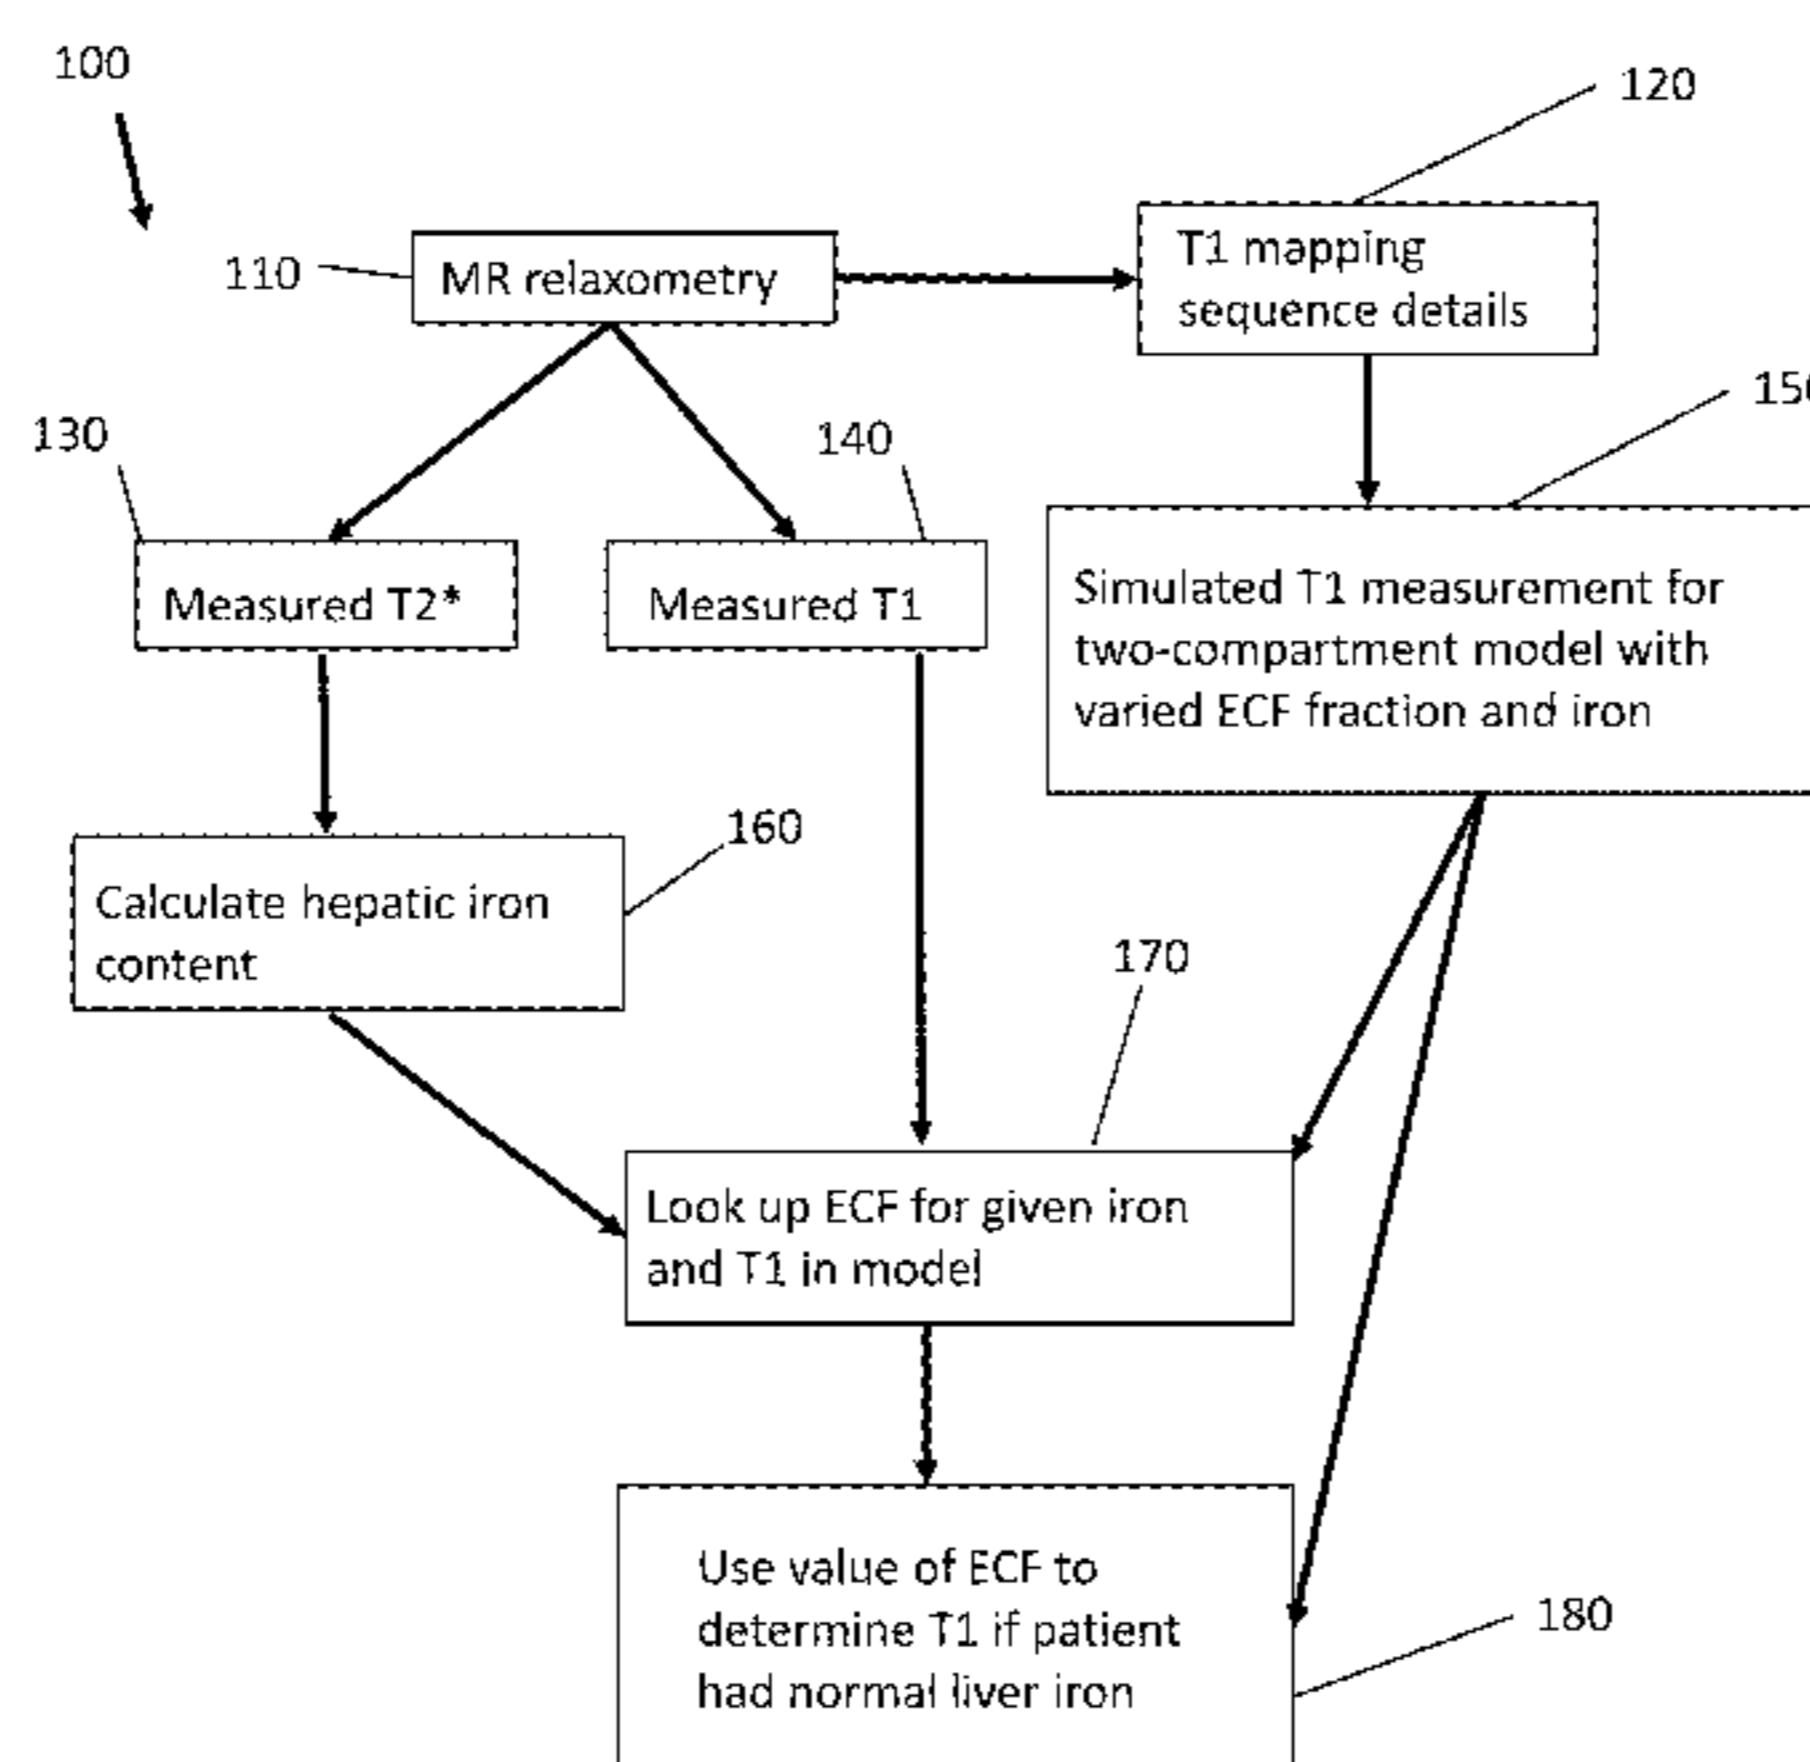 100
120
110
MR relaxometry
T1 mapping
sequence details
130
140
Measured T2*
Measured T1
Simulated T1 measurement for
two-compartment model with
varied ECF fraction and iron
160
Calculate hepatic iron
content
170
Look up ECF for given iron
and T1 in model
Use value of ECF to
determine T1 if patient
had normal liver iron
180